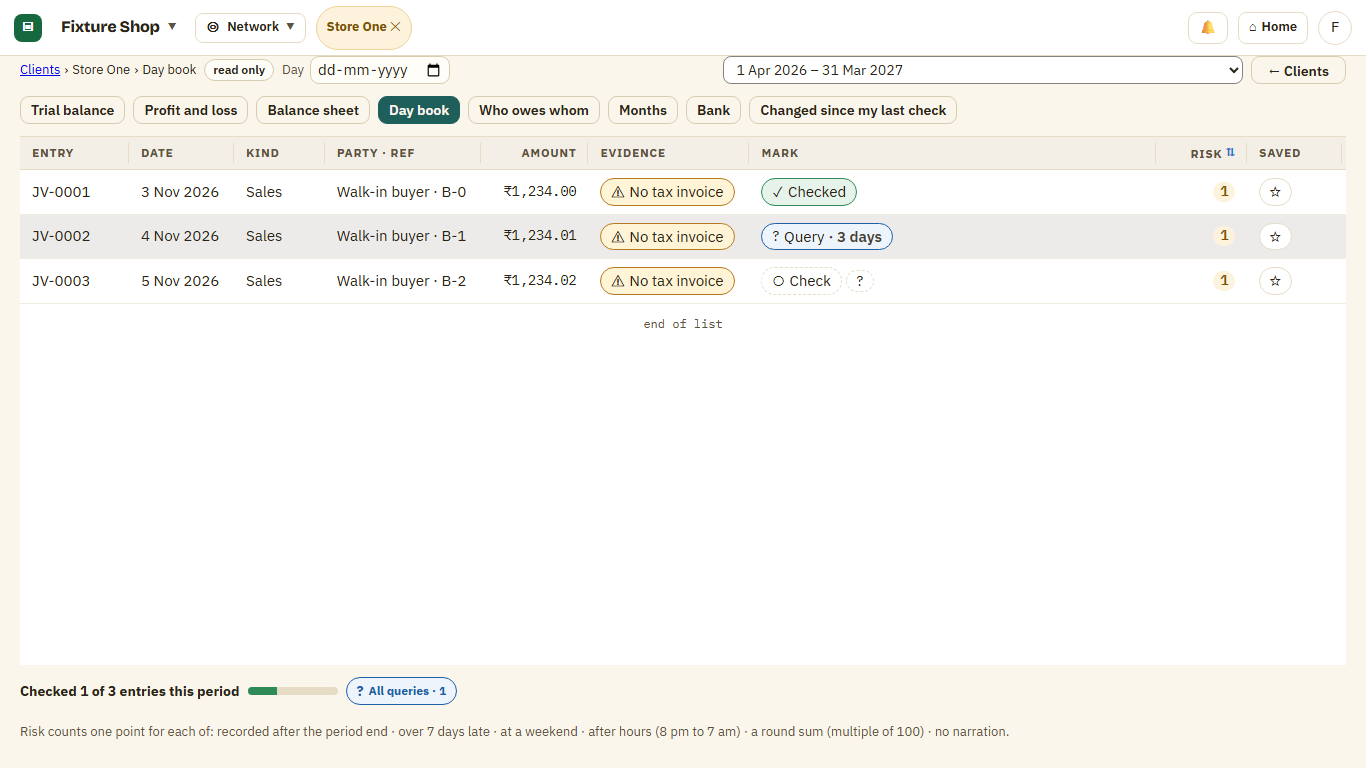 Fixture Shop ▼ ⊚ Network ▼ Store One ✕ ⌂ Home F
Clients › Store One › Day book read only Day dd-mm-yyyy 1 Apr 2026 – 31 Mar 2027 ← Clients
Trial balance Profit and loss Balance sheet Day book Who owes whom Months Bank Changed since my last check
ENTRY DATE KIND PARTY · REF AMOUNT EVIDENCE MARK RISK ⇅ SAVED
JV-0001 3 Nov 2026 Sales Walk-in buyer · B-0 ₹1,234.00 ⚠ No tax invoice ✓ Checked 1 ☆
JV-0002 4 Nov 2026 Sales Walk-in buyer · B-1 ₹1,234.01 ⚠ No tax invoice ? Query · 3 days 1 ☆
JV-0003 5 Nov 2026 Sales Walk-in buyer · B-2 ₹1,234.02 ⚠ No tax invoice ○ Check ? 1 ☆
end of list
Checked 1 of 3 entries this period ? All queries · 1
Risk counts one point for each of: recorded after the period end · over 7 days late · at a weekend · after hours (8 pm to 7 am) · a round sum (multiple of 100) · no narration.